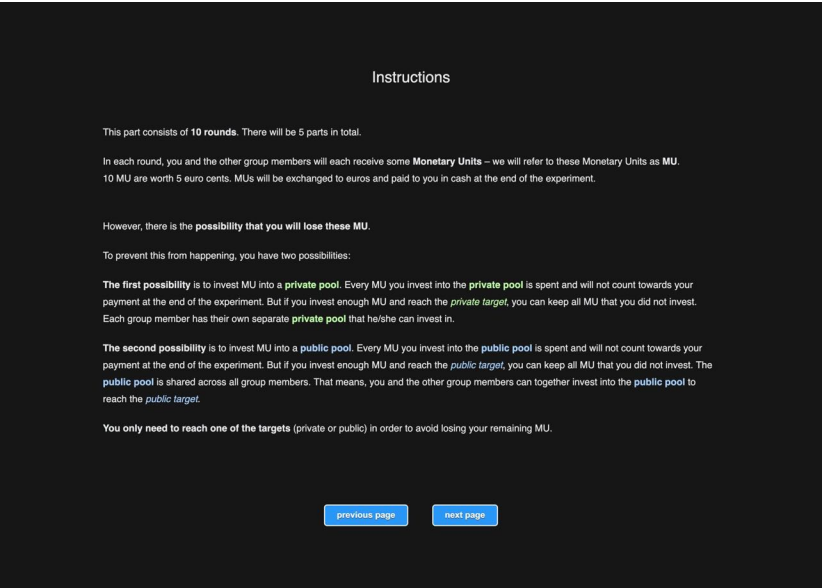 Instructions
This part consists of 10 rounds. There will be 5 parts in total.
In each round, you and the other group members will each receive some Monetary Units – we will refer to these Monetary Units as MU.
10 MU are worth 5 euro cents. MUs will be exchanged to euros and paid to you in cash at the end of the experiment.
However, there is the possibility that you will lose these MU.
To prevent this from happening, you have two possibilities:
The first possibility is to invest MU into a private pool. Every MU you invest into the private pool is spent and will not count towards your
payment at the end of the experiment. But if you invest enough MU and reach the private target, you can keep all MU that you did not invest.
Each group member has their own separate private pool that he/she can invest in.
The second possibility is to invest MU into a public pool. Every MU you invest into the public pool is spent and will not count towards your
payment at the end of the experiment. But if you invest enough MU and reach the public target, you can keep all MU that you did not invest. The
public pool is shared across all group members. That means, you and the other group members can together invest into the public pool to
reach the public target.
You only need to reach one of the targets (private or public) in order to avoid losing your remaining MU.
previous page next page